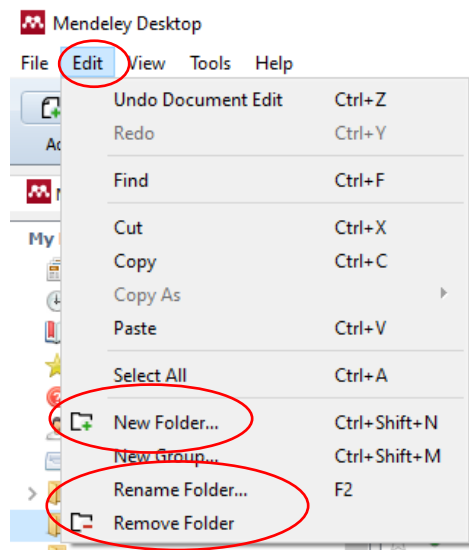 Mendeley Desktop
File Edit View Tools Help
Undo Document Edit Ctrl+Z
Redo Ctrl+Y
Find Ctrl+F
Cut Ctrl+X
Copy Ctrl+C
Copy As
Paste Ctrl+V
Select All Ctrl+A
New Folder... Ctrl+Shift+N
New Group... Ctrl+Shift+M
Rename Folder... F2
Remove Folder
My